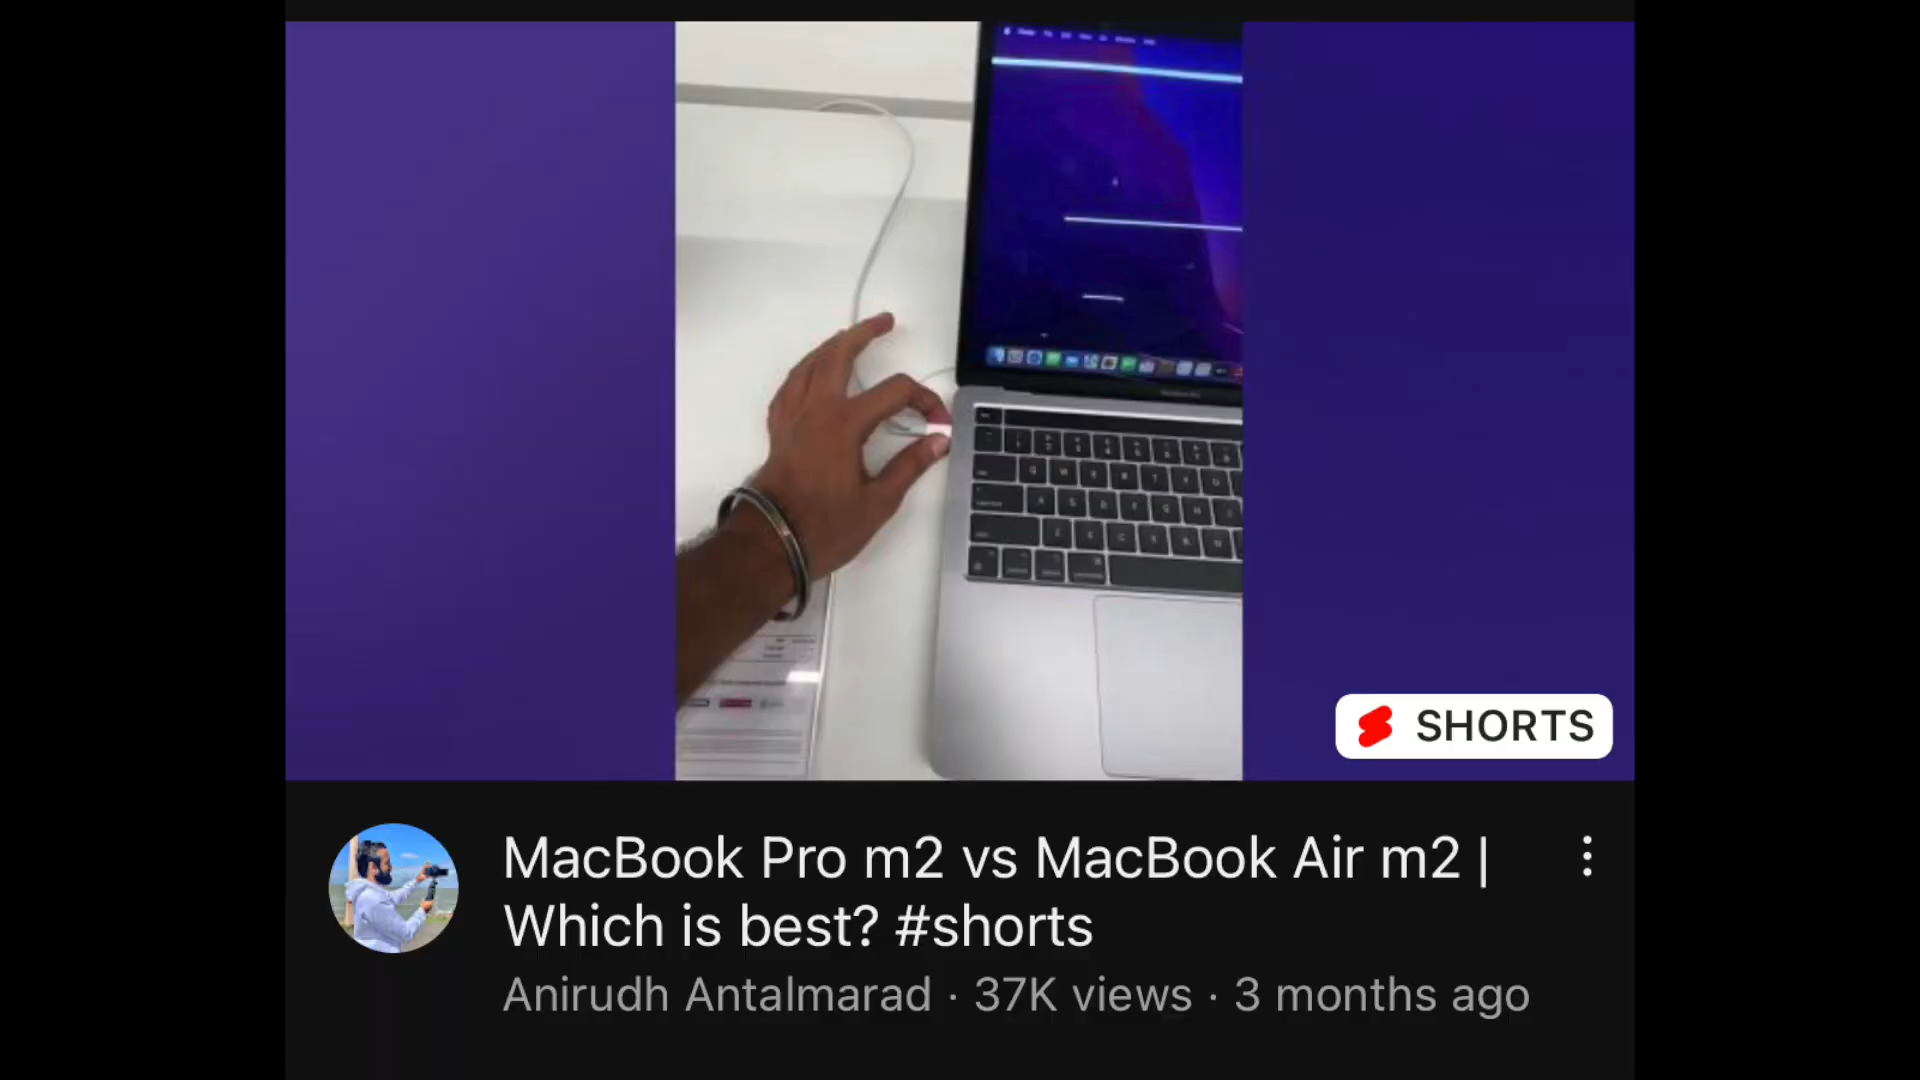 SHORTS
MacBook Pro m2 vs MacBook Air m2 |
Which is best? #shorts
Anirudh Antalmarad · 37K views · 3 months ago